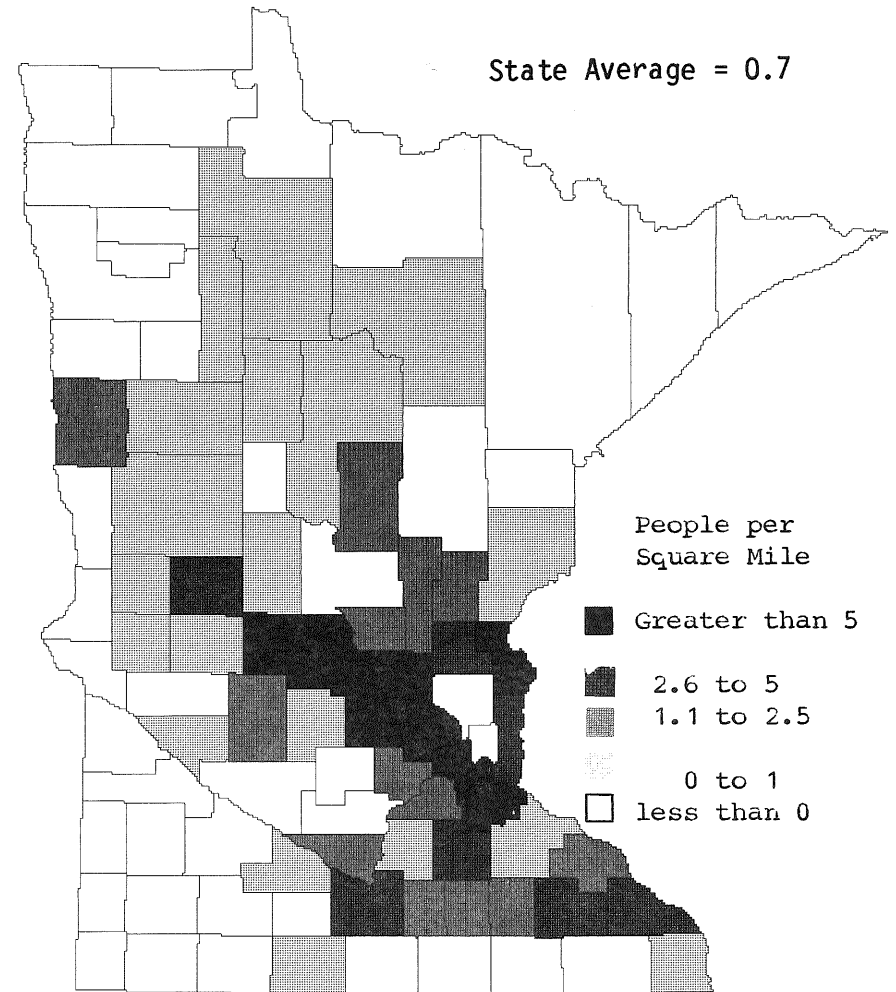 State Average = 0.7
People per
Square Mile
Greater than 5
2.6 to 5
1.1 to 2.5
0 to 1
less than 0